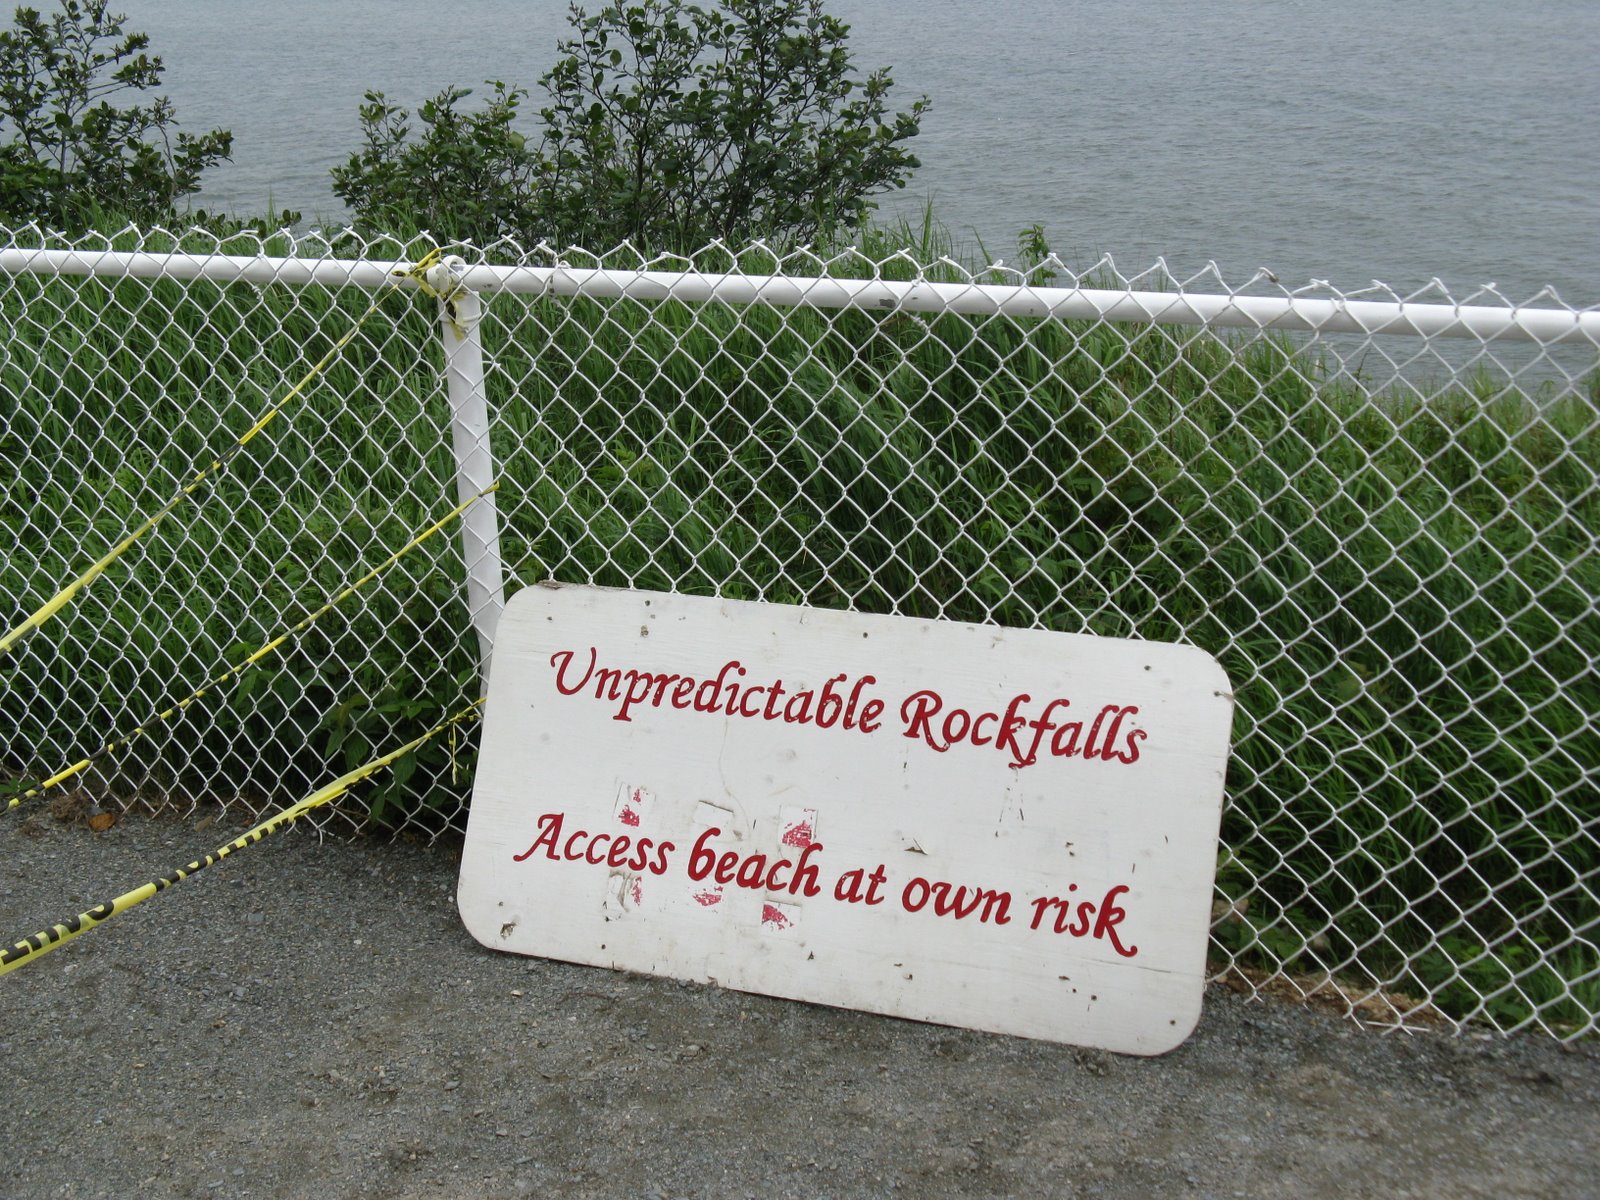 Unpredictable Rockfalls
Access beach at own risk